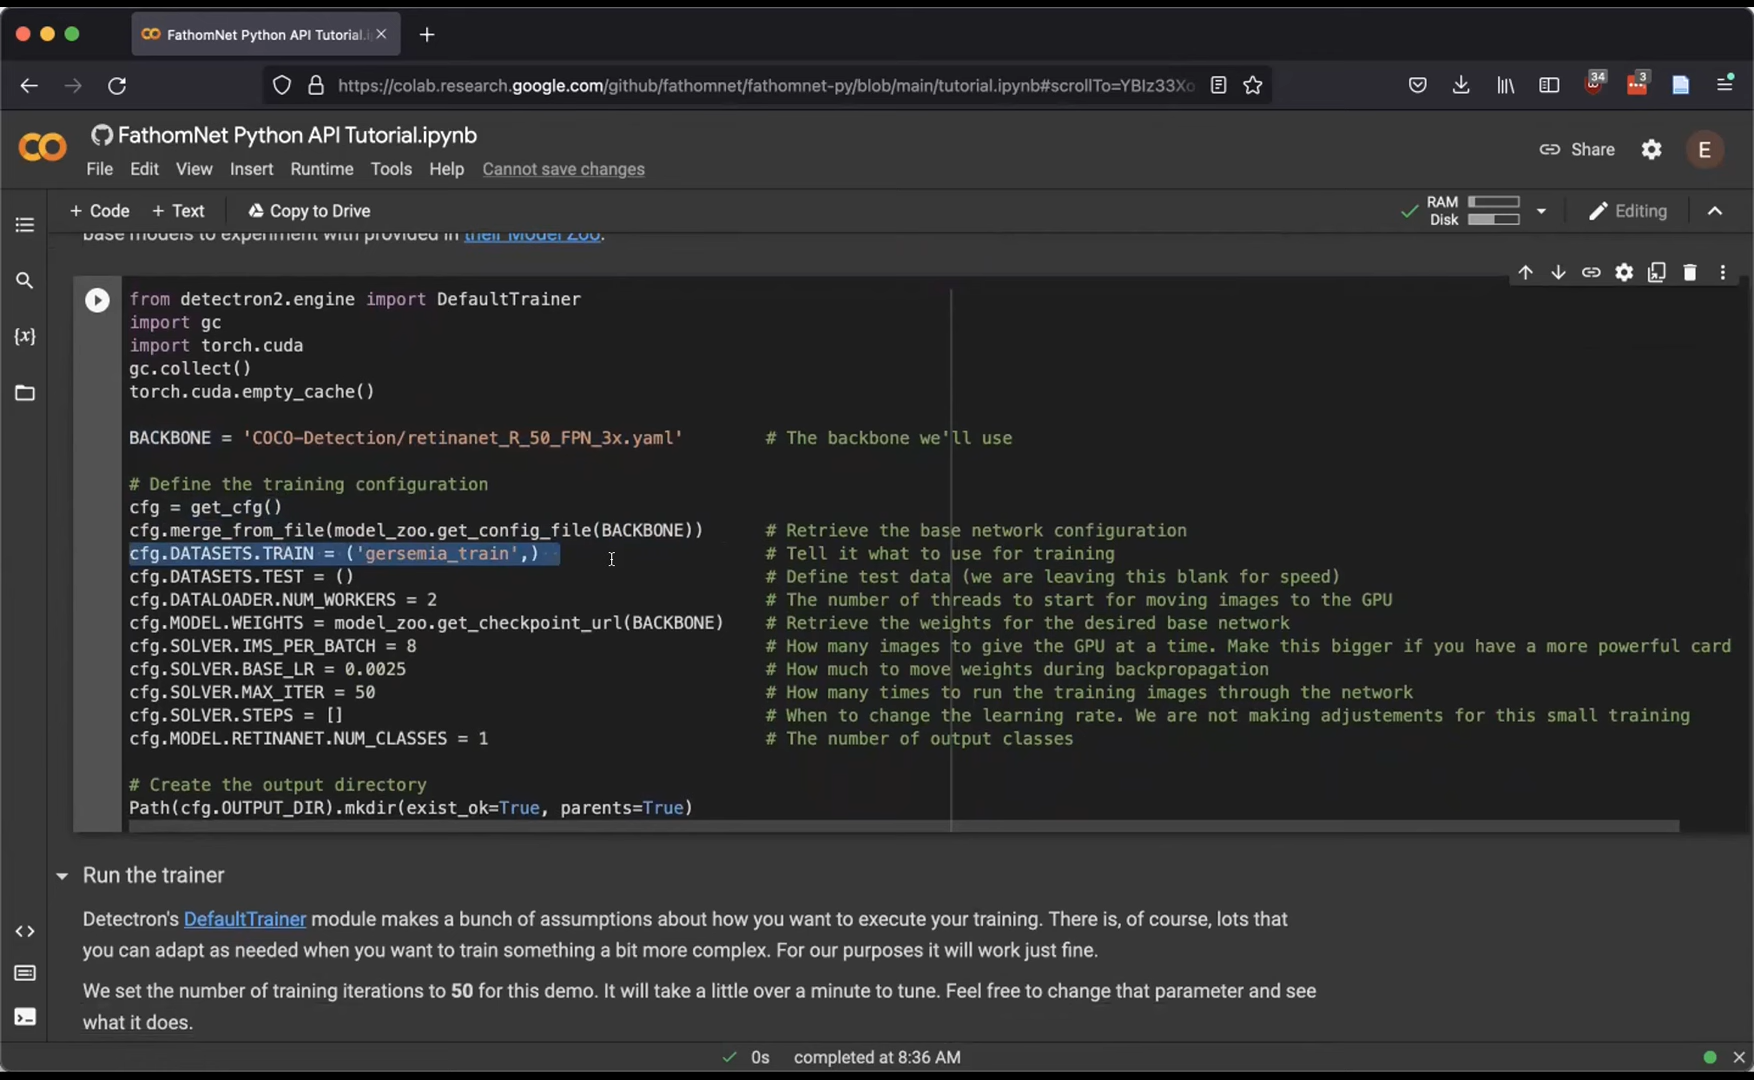 FathomNet Python API Tutorial.i
https://colab.research.google.com/github/fathomnet/fathomnet-py/blob/main/tutorial.ipynb#scrollTo=YBIz33Xo
34
3
FathomNet Python API Tutorial.ipynb
Share
E
File Edit View Insert Runtime Tools Help Cannot save changes
+ Code + Text Copy to Drive
RAM
Disk
Editing
base models to experiment with provided in their Model Zoo.
from detectron2.engine import DefaultTrainer
import gc
import torch.cuda
gc.collect()
torch.cuda.empty_cache()
BACKBONE = 'COCO-Detection/retinanet_R_50_FPN_3x.yaml' # The backbone we'll use
# Define the training configuration
cfg = get_cfg()
cfg.merge_from_file(model_zoo.get_config_file(BACKBONE)) # Retrieve the base network configuration
cfg.DATASETS.TRAIN = ('gersemia_train',) # Tell it what to use for training
cfg.DATASETS.TEST = () # Define test data (we are leaving this blank for speed)
cfg.DATALOADER.NUM_WORKERS = 2 # The number of threads to start for moving images to the GPU
cfg.MODEL.WEIGHTS = model_zoo.get_checkpoint_url(BACKBONE) # Retrieve the weights for the desired base network
cfg.SOLVER.IMS_PER_BATCH = 8 # How many images to give the GPU at a time. Make this bigger if you have a more powerful card
cfg.SOLVER.BASE_LR = 0.0025 # How much to move weights during backpropagation
cfg.SOLVER.MAX_ITER = 50 # How many times to run the training images through the network
cfg.SOLVER.STEPS = [] # When to change the learning rate. We are not making adjustements for this small training
cfg.MODEL.RETINANET.NUM_CLASSES = 1 # The number of output classes
# Create the output directory
Path(cfg.OUTPUT_DIR).mkdir(exist_ok=True, parents=True)
Run the trainer
Detectron's DefaultTrainer module makes a bunch of assumptions about how you want to execute your training. There is, of course, lots that
you can adapt as needed when you want to train something a bit more complex. For our purposes it will work just fine.
We set the number of training iterations to 50 for this demo. It will take a little over a minute to tune. Feel free to change that parameter and see
what it does.
0s completed at 8:36 AM